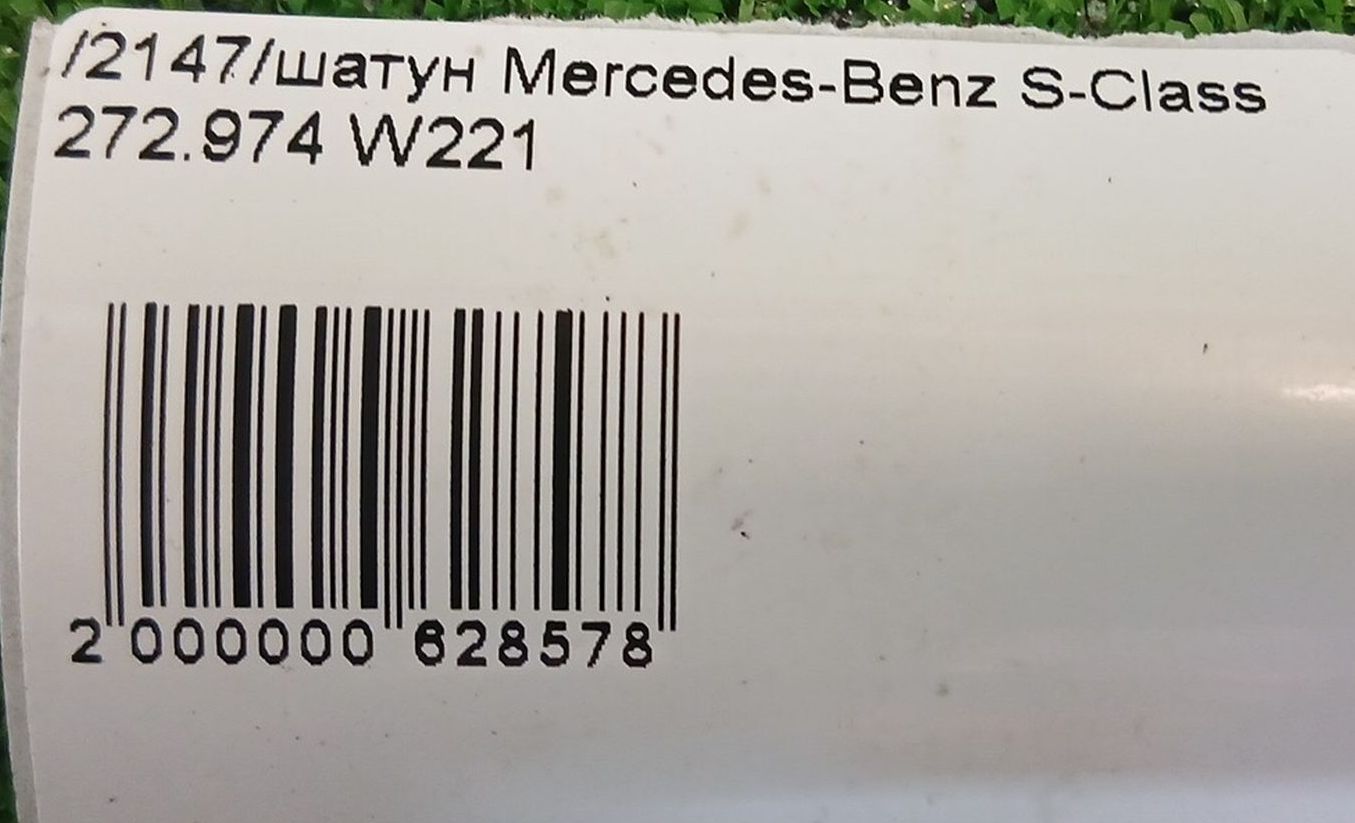 /2147/шатун Mercedes-Benz S-Class
272.974 W221
2 000000 628578